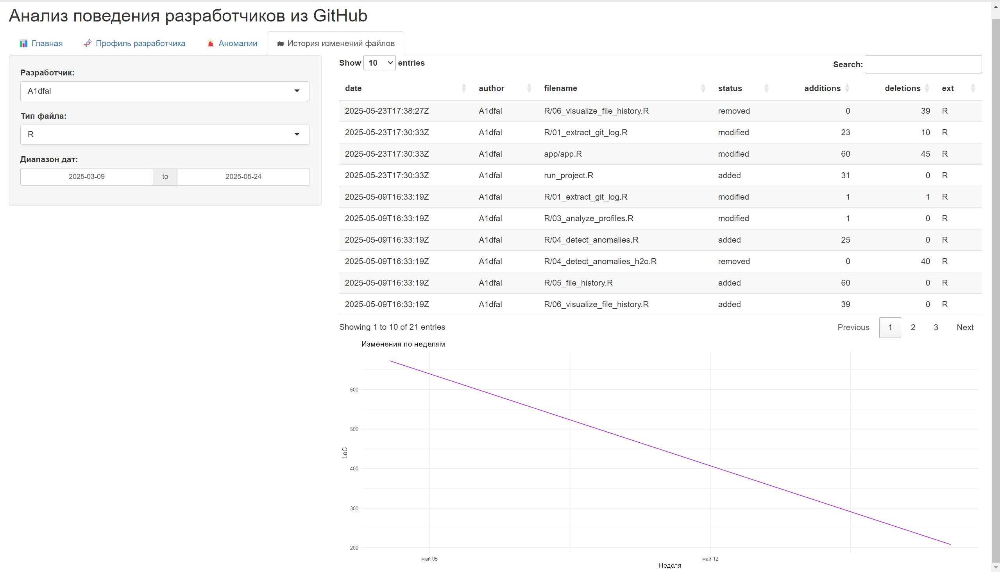 Анализ поведения разработчиков из GitHub
Главная
Профиль разработчика
Аномалии
История изменений файлов
Разработчик:
A1dfal
Тип файла:
R
Диапазон дат:
2025-03-09 to 2025-05-24
Show 10 entries
Search:
date author filename status additions deletions ext
2025-05-23T17:38:27Z A1dfal R/06_visualize_file_history.R removed 0 39 R
2025-05-23T17:30:33Z A1dfal R/01_extract_git_log.R modified 23 10 R
2025-05-23T17:30:33Z A1dfal app/app.R modified 60 45 R
2025-05-23T17:30:33Z A1dfal run_project.R added 31 0 R
2025-05-09T16:33:19Z A1dfal R/01_extract_git_log.R modified 1 1 R
2025-05-09T16:33:19Z A1dfal R/03_analyze_profiles.R modified 1 0 R
2025-05-09T16:33:19Z A1dfal R/04_detect_anomalies.R added 25 0 R
2025-05-09T16:33:19Z A1dfal R/04_detect_anomalies_h2o.R removed 0 40 R
2025-05-09T16:33:19Z A1dfal R/05_file_history.R added 60 0 R
2025-05-09T16:33:19Z A1dfal R/06_visualize_file_history.R added 39 0 R
Showing 1 to 10 of 21 entries
Previous 1 2 3 Next
Изменения по неделям
600
500
LoC
400
300
200
май 05 май 12
Неделя